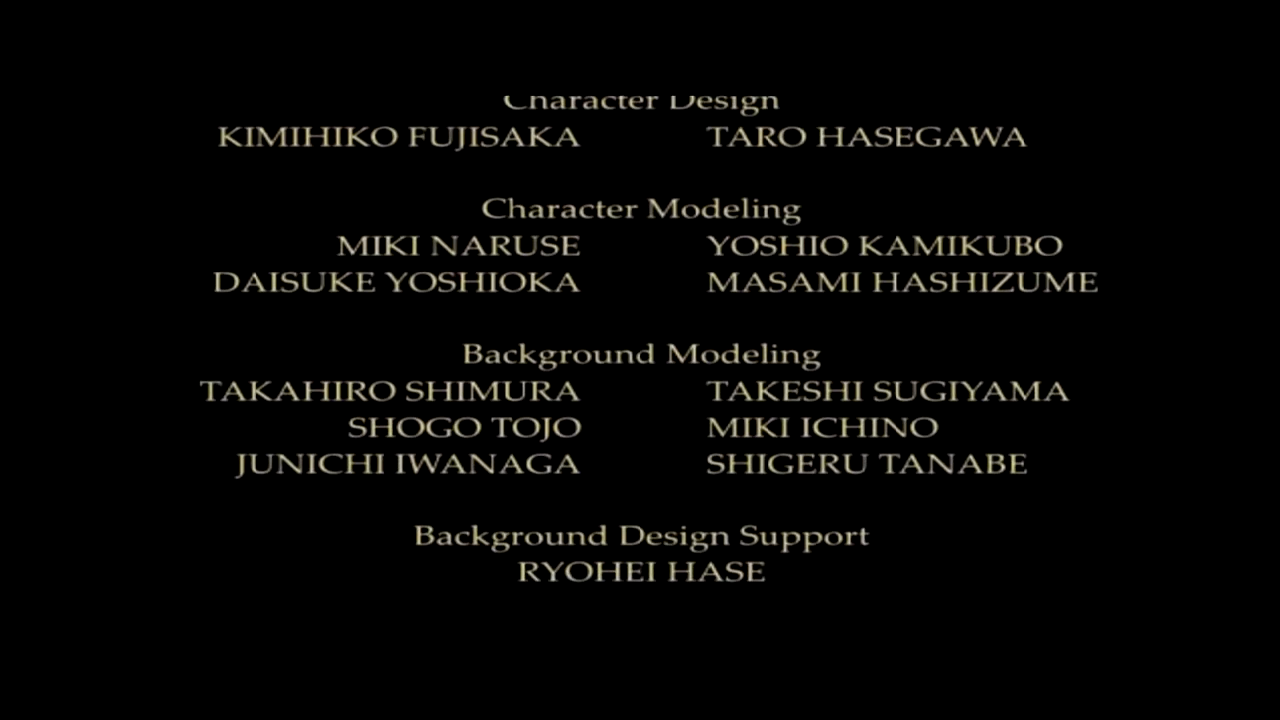 Character Design
KIMIHIKO FUJISAKA TARO HASEGAWA
Character Modeling
MIKI NARUSE YOSHIO KAMIKUBO
DAISUKE YOSHIOKA MASAMI HASHIZUME
Background Modeling
TAKAHIRO SHIMURA TAKESHI SUGIYAMA
SHOGO TOJO MIKI ICHINO
JUNICHI IWANAGA SHIGERU TANABE
Background Design Support
RYOHEI HASE